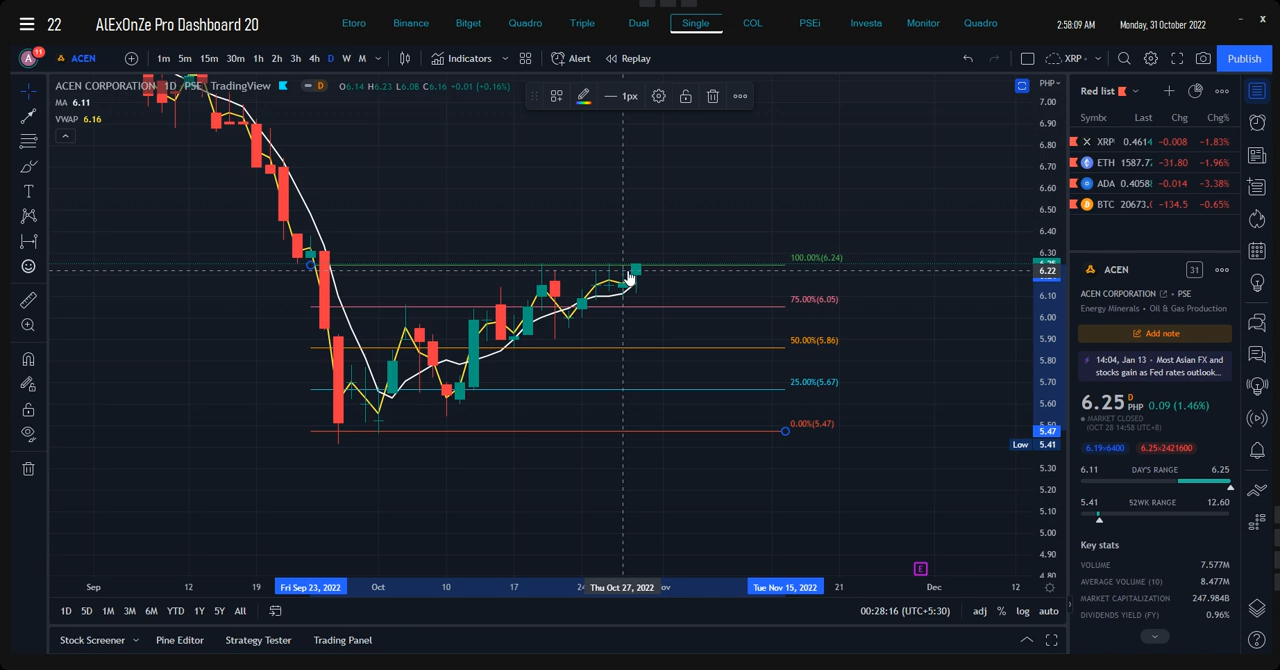 22 AlExOnZe Pro Dashboard 20 Etoro Binance Bitget Quadro Triple Dual Single COL PSEi Investa Monitor Quadro 2:58:09 AM Monday, 31 October 2022 – X
A 11 ACEN 1m 5m 15m 30m 1h 2h 3h 4h D W M Indicators Alert Replay XRP Publish
ACEN CORPORATION 1D PSE TradingView D O6.14 H6.23 L6.08 C6.16 +0.01 (+0.16%)
MA 6.11
VWAP 6.16
1px
PHP
7.00
6.90
6.80
6.70
6.60
6.50
6.40
6.30
6.22
6.10
6.00
5.90
5.80
5.70
5.60
5.47
Low 5.41
5.30
5.20
5.10
5.00
4.90
4.80
100.00%(6.24)
75.00%(6.05)
50.00%(5.86)
25.00%(5.67)
0.00%(5.47)
E
Sep 12 19 Fri Sep 23, 2022 Oct 10 17 Thu Oct 27, 2022 Tue Nov 15, 2022 21 Dec 12
1D 5D 1M 3M 6M YTD 1Y 5Y All 00:28:16 (UTC+5:30) adj % log auto
Stock Screener Pine Editor Strategy Tester Trading Panel
Red list
Symbc Last Chg Chg%
XRP 0.4614 -0.008 -1.83%
ETH 1587.7 -31.80 -1.96%
ADA 0.4058 -0.014 -3.38%
BTC 20673. -134.5 -0.65%
ACEN 31
ACEN CORPORATION • PSE
Energy Minerals • Oil & Gas Production
Add note
14:04, Jan 13 • Most Asian FX and
stocks gain as Fed rates outlook...
6.25 D PHP 0.09 (1.46%)
MARKET CLOSED
(OCT 28 14:58 UTC+8)
6.19×6400 6.25×2421600
6.11 DAY'S RANGE 6.25
5.41 52WK RANGE 12.60
Key stats
VOLUME 7.577M
AVERAGE VOLUME (10) 8.477M
MARKET CAPITALIZATION 247.984B
DIVIDENDS YIELD (FY) 0.96%